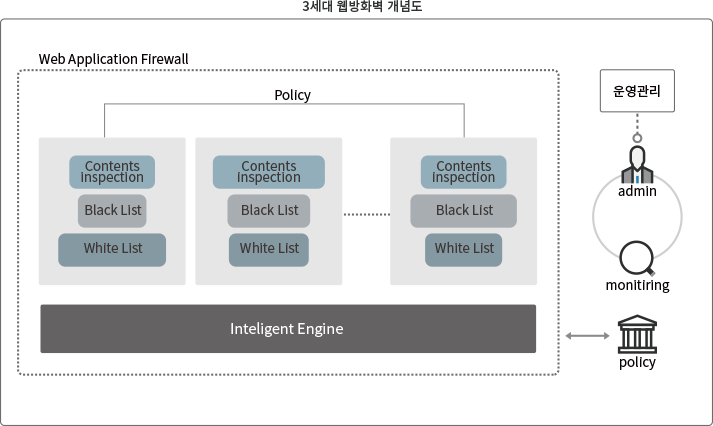 3세대 웹방화벽 개념도
Web Application Firewall
Policy
Contents
inspection
Black List
White List
Contents
inspection
Black List
White List
Contents
inspection
Black List
White List
Inteligent Engine
운영관리
admin
monitiring
policy